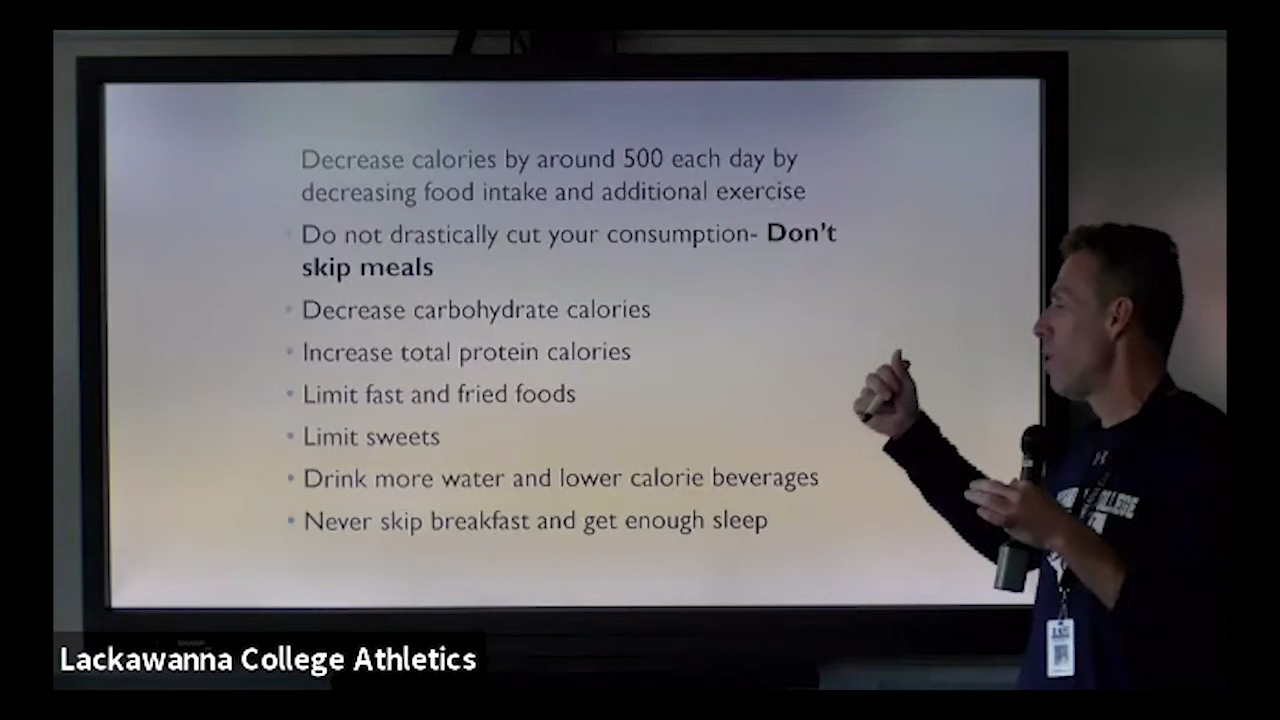 Decrease calories by around 500 each day by
decreasing food intake and additional exercise
Do not drastically cut your consumption- Don't
skip meals
Decrease carbohydrate calories
Increase total protein calories
Limit fast and fried foods
Limit sweets
Drink more water and lower calorie beverages
Never skip breakfast and get enough sleep
COLLEGE
Lackawanna College Athletics